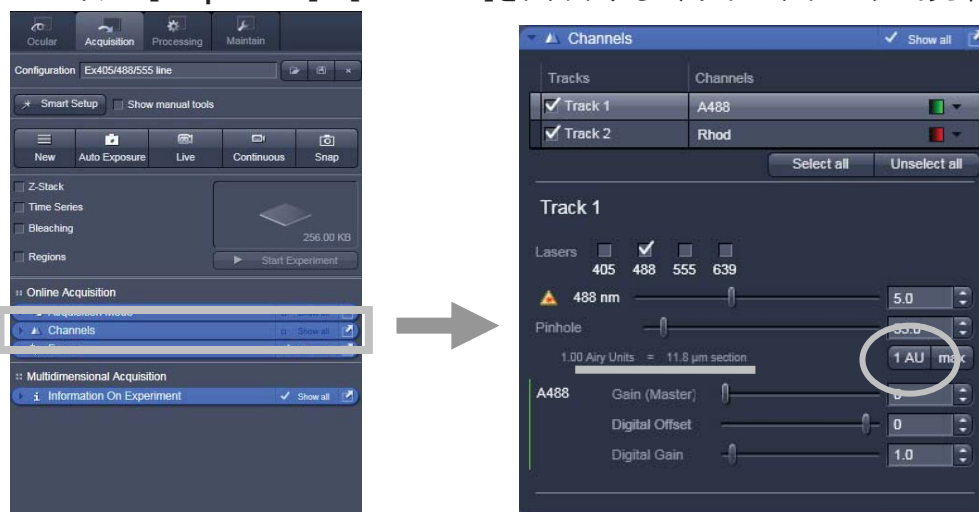 Ocular Acquisition Processing Maintain
Configuration Ex405/488/555 line
Smart Setup Show manual tools
New Auto Exposure Live Continuous Snap
Z-Stack
Time Series
Bleaching
256.00 KB
Regions
Start Experiment
Online Acquisition
Channels Show all
Multidimensional Acquisition
Information On Experiment Show all
Channels Show all
Tracks Channels
Track 1 A488
Track 2 Rhod
Select all Unselect all
Track 1
Lasers
405 488 555 639
488 nm 5.0
Pinhole
1.00 Airy Units = 11.8 µm section 1 AU max
A488 Gain (Master) 0
Digital Offset 0
Digital Gain 1.0